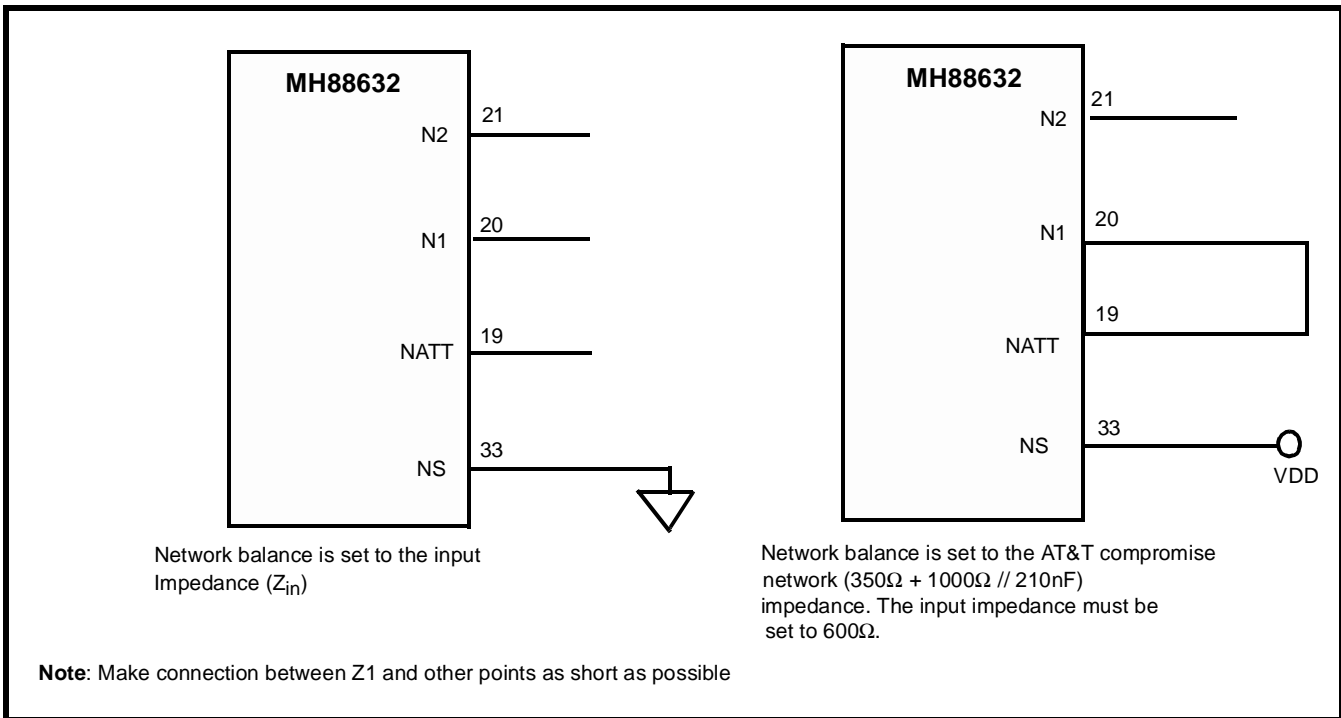 MH88632
N2
21
N1
20
NATT
19
NS
33
Network balance is set to the input
Impedance (Zin)
MH88632
N2
21
N1
20
NATT
19
NS
33
VDD
Network balance is set to the AT&T compromise
network (350Ω + 1000Ω // 210nF)
impedance. The input impedance must be
set to 600Ω.
Note: Make connection between Z1 and other points as short as possible